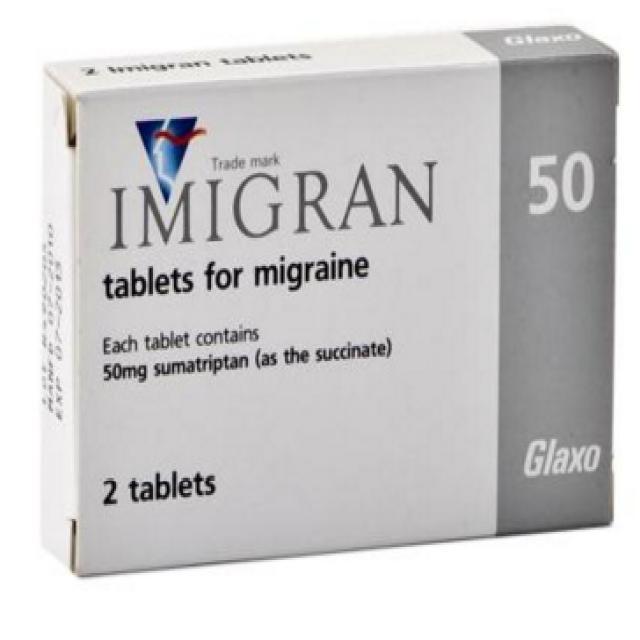 2 Imigran tablets
Glaxo
Trade mark
IMIGRAN
50
tablets for migraine
Each tablet contains
50mg sumatriptan (as the succinate)
2 tablets
Glaxo